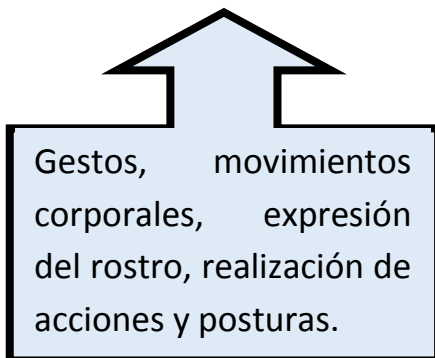 Gestos, movimientos
corporales, expresión
del rostro, realización de
acciones y posturas.